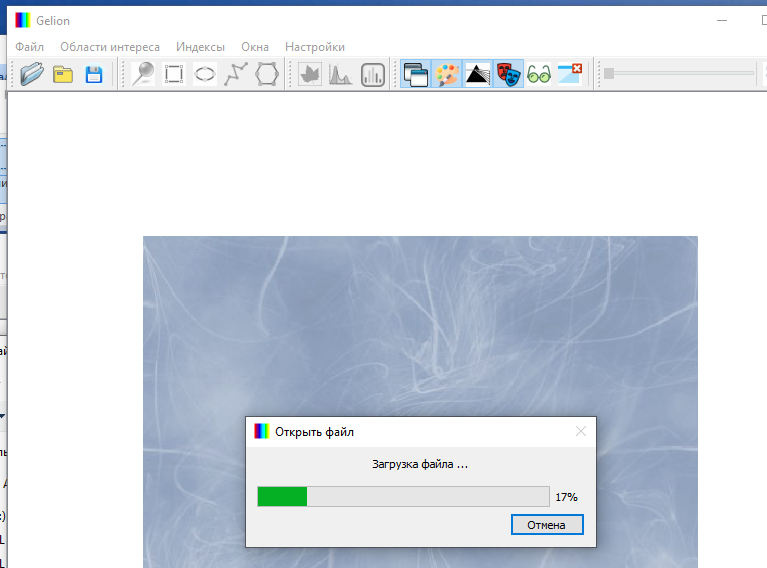 Gelion
Файл Области интереса Индексы Окна Настройки
Открыть файл
Загрузка файла ...
17%
Отмена